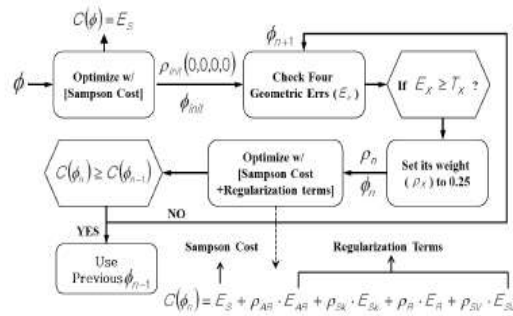 C(ϕ)=E_S
ϕ
Optimize w/
[Sampson Cost]
ρ_init(0,0,0,0)
ϕ_init
ϕ_{n+1}
Check Four
Geometric Errs (E_x)
If E_X ≥ T_X ?
Set its weight
(ρ_X) to 0.25
ρ_n
ϕ_n
Optimize w/
[Sampson Cost
+Regularization terms]
C(ϕ_n) ≥ C(ϕ_{n-1})
NO
YES
Use
Previous ϕ_{n-1}
Sampson Cost
Regularization Terms
C(ϕ_n) = E_S + ρ_AR · E_AR + ρ_Sk · E_Sk + ρ_R · E_R + ρ_SV ·